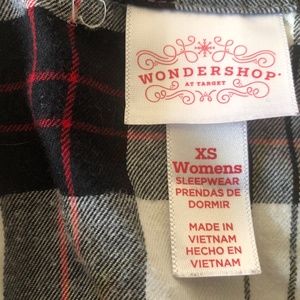 WONDERSHOP
AT TARGET
XS
Womens
SLEEPWEAR
PRENDAS DE
DORMIR
MADE IN
VIETNAM
HECHO EN
VIETNAM